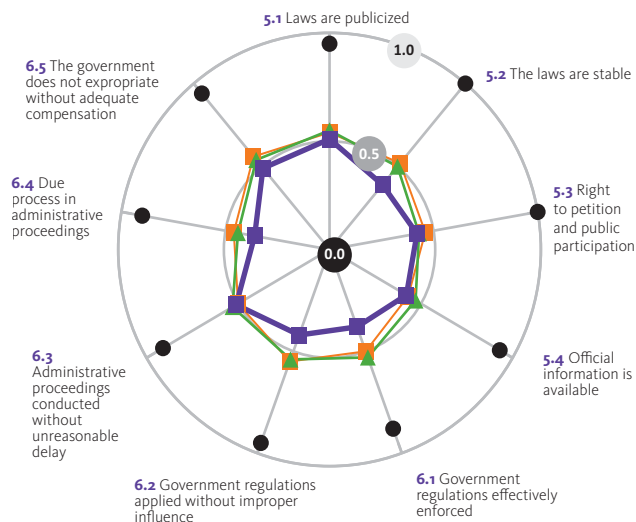 5.1 Laws are publicized
1.0
5.2 The laws are stable
0.5
5.3 Right
to petition
and public
participation
0.0
5.4 Official
information is
available
6.1 Government
regulations effectively
enforced
6.2 Government regulations
applied without improper
influence
6.3
Administrative
proceedings
conducted
without
unreasonable
delay
6.4 Due
process in
administrative
proceedings
6.5 The government
does not expropriate
without adequate
compensation